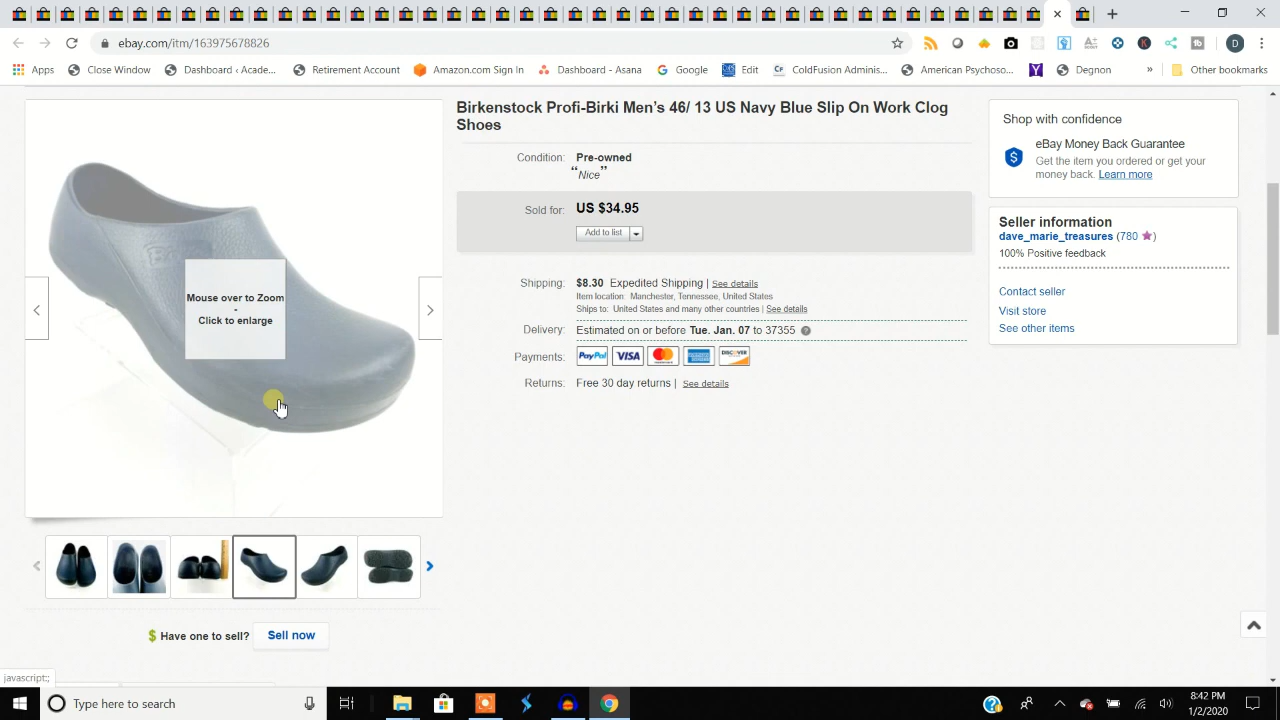 ebay.com/itm/163975678826
Apps
Close Window
Dashboard ‹ Acade...
Retirement Account
Amazon.com Sign In
Dashboard - Asana
Google
Edit
ColdFusion Adminis...
American Psychoso...
Degnon
»
Other bookmarks
Birkenstock Profi-Birki Men's 46/ 13 US Navy Blue Slip On Work Clog
Shoes
Condition: Pre-owned
“Nice”
Sold for: US $34.95
Add to list
Shipping: $8.30 Expedited Shipping | See details
Item location: Manchester, Tennessee, United States
Ships to: United States and many other countries | See details
Delivery: Estimated on or before Tue. Jan. 07 to 37355
Payments: PayPal VISA MasterCard AMERICAN EXPRESS DISCOVER
Returns: Free 30 day returns | See details
Shop with confidence
eBay Money Back Guarantee
Get the item you ordered or get your
money back. Learn more
Seller information
dave_marie_treasures (780 ★)
100% Positive feedback
Contact seller
Visit store
See other items
Mouse over to Zoom
-
Click to enlarge
$ Have one to sell? Sell now
javascript:;
Type here to search
8:42 PM
1/2/2020